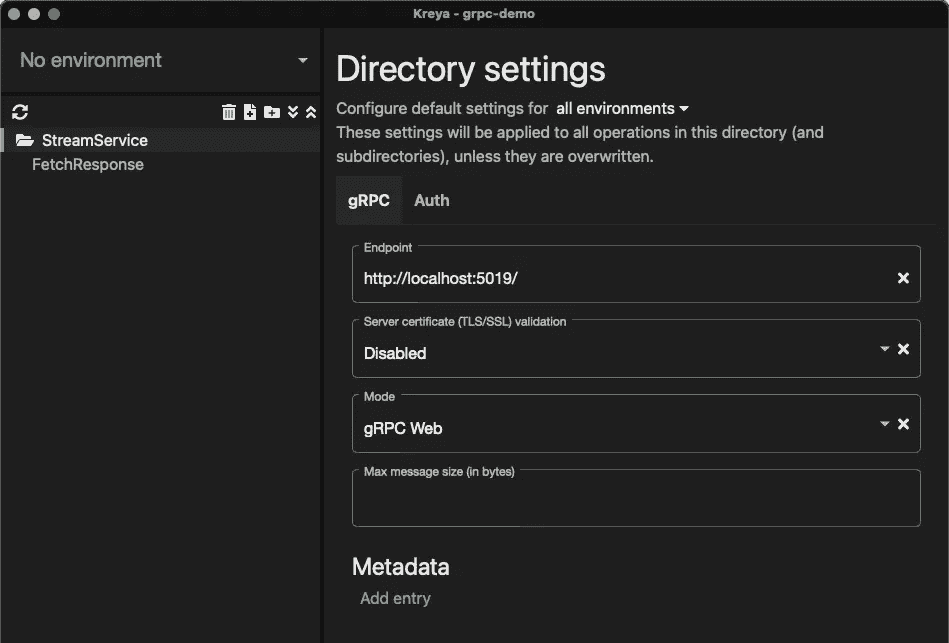 Kreya - grpc-demo
No environment
StreamService
FetchResponse
Directory settings
Configure default settings for all environments
These settings will be applied to all operations in this directory (and
subdirectories), unless they are overwritten.
gRPC Auth
Endpoint
http://localhost:5019/
Server certificate (TLS/SSL) validation
Disabled
Mode
gRPC Web
Max message size (in bytes)
Metadata
Add entry